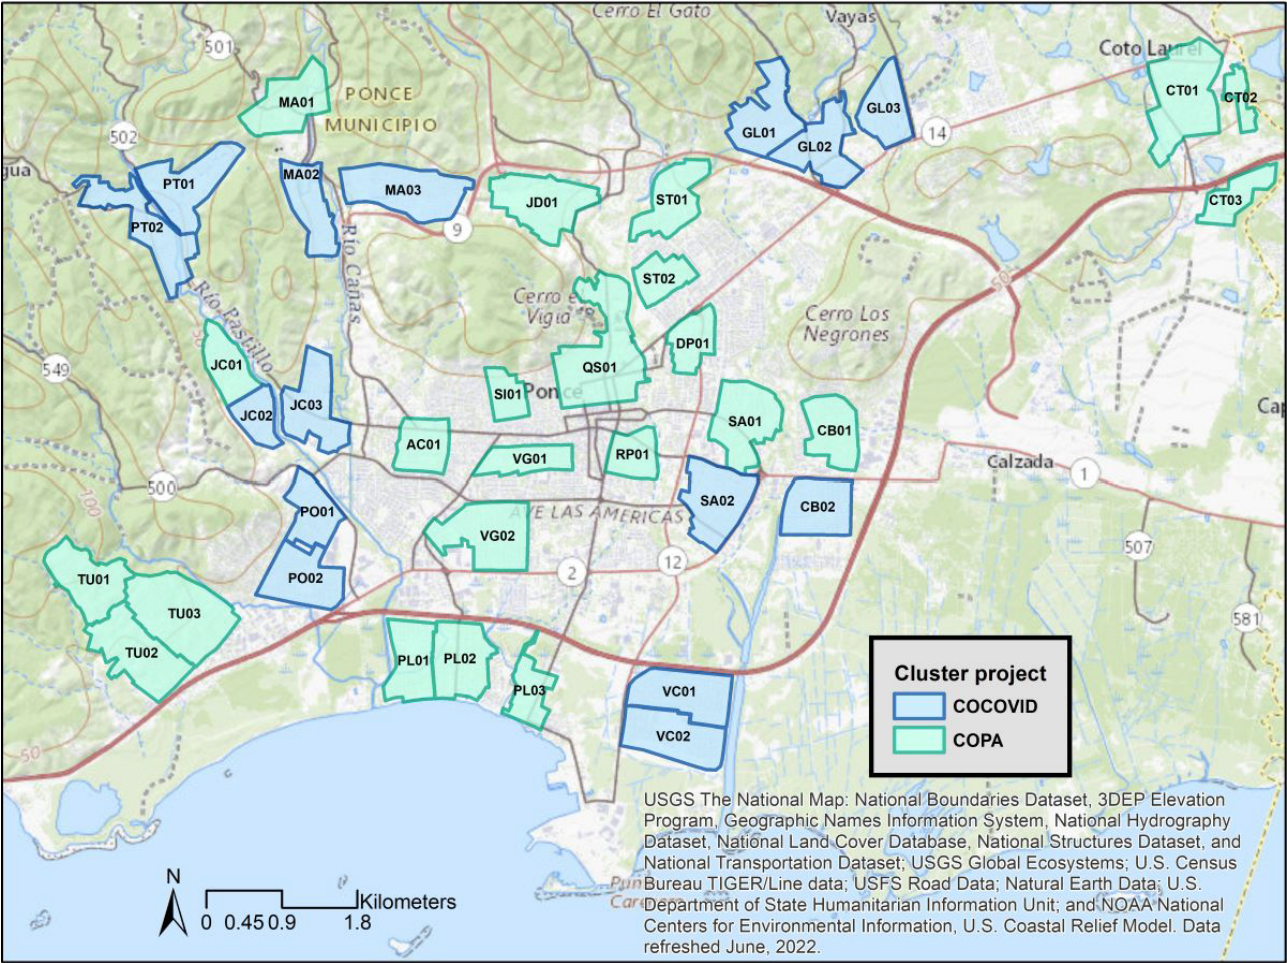 Cerro El Gato
Vayas
501
Coto Laurel
MA01
PONCE
MUNICIPIO
CT01
CT02
GL03
GL01
GL02
14
502
PT01
MA02
MA03
JD01
ST01
CT03
PT02
9
Río Cañas
ST02
50
Río Pastillo
Cerro el
Vigía
Cerro Los
Negrones
DP01
JC01
549
QS01
SI01
Ponce
JC02
JC03
SA01
CB01
AC01
VG01
RP01
Calzada
1
500
100
SA02
CB02
PO01
AVE LAS AMERICAS
VG02
507
12
2
TU01
PO02
TU03
581
TU02
PL01
PL02
PL03
VC01
VC02
50
Cluster project
COCOVID
COPA
USGS The National Map: National Boundaries Dataset, 3DEP Elevation
Program, Geographic Names Information System, National Hydrography
Dataset, National Land Cover Database, National Structures Dataset, and
National Transportation Dataset; USGS Global Ecosystems; U.S. Census
Bureau TIGER/Line data; USFS Road Data; Natural Earth Data; U.S.
Department of State Humanitarian Information Unit; and NOAA National
Centers for Environmental Information, U.S. Coastal Relief Model. Data
refreshed June, 2022.
N
Kilometers
0 0.45 0.9 1.8